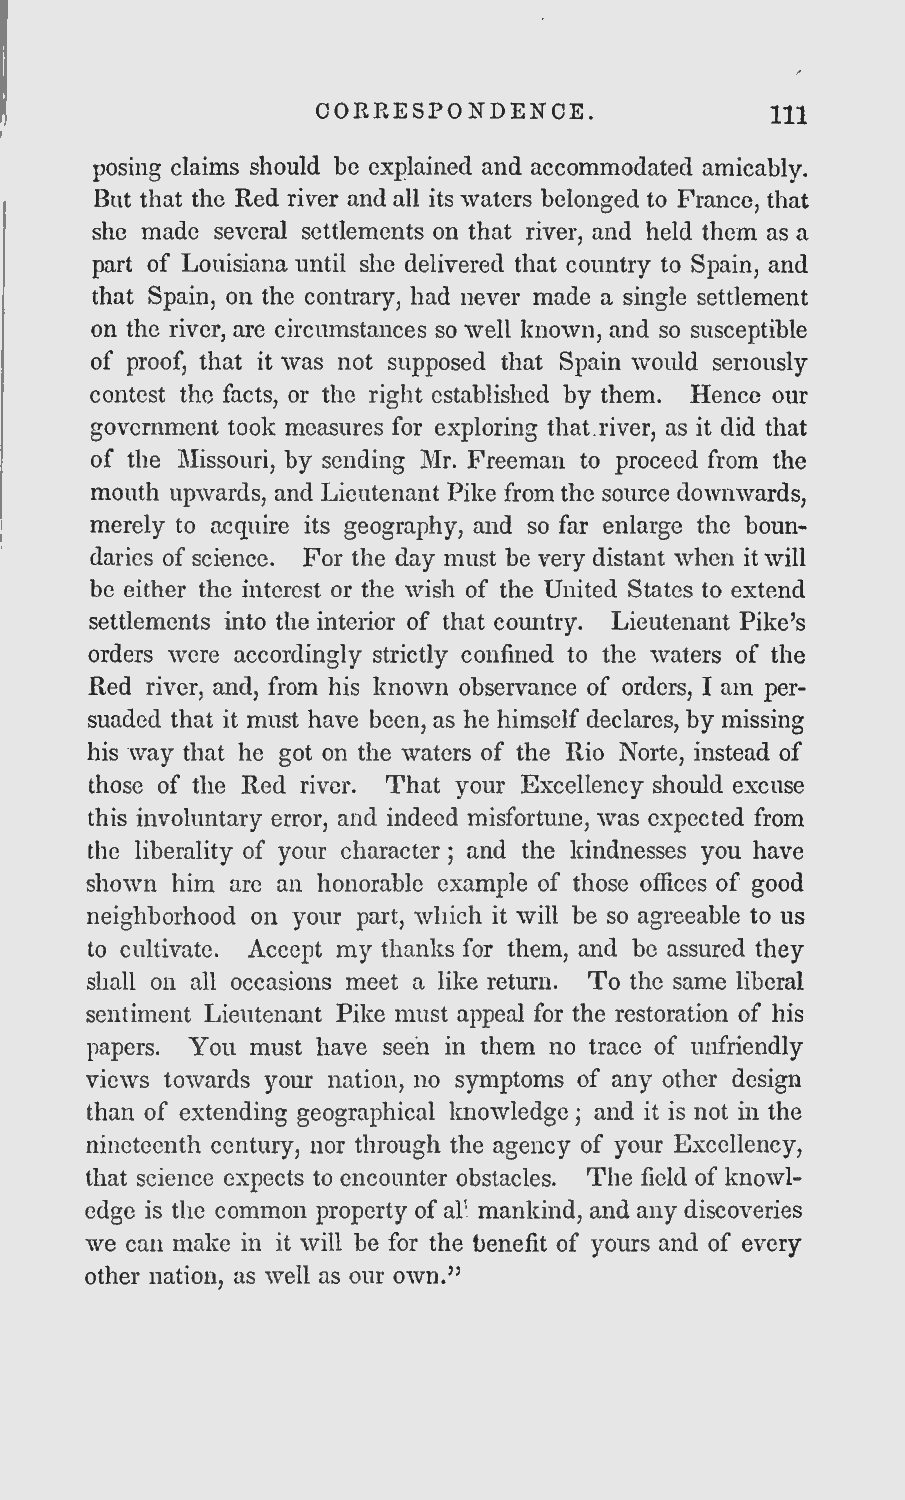 CORRESPONDENCE. 111
posing claims should be explained and accommodated amicably.
But that the Red river and all its waters belonged to France, that
she made several settlements on that river, and held them as a
part of Louisiana until she delivered that country to Spain, and
that Spain, on the contrary, had never made a single settlement
on the river, are circumstances so well known, and so susceptible
of proof, that it was not supposed that Spain would seriously
contest the facts, or the right established by them. Hence our
government took measures for exploring that river, as it did that
of the Missouri, by sending Mr. Freeman to proceed from the
mouth upwards, and Lieutenant Pike from the source downwards,
merely to acquire its geography, and so far enlarge the boun-
daries of science. For the day must be very distant when it will
be either the interest or the wish of the United States to extend
settlements into the interior of that country. Lieutenant Pike's
orders were accordingly strictly confined to the waters of the
Red river, and, from his known observance of orders, I am per-
suaded that it must have been, as he himself declares, by missing
his way that he got on the waters of the Rio Norte, instead of
those of the Red river. That your Excellency should excuse
this involuntary error, and indeed misfortune, was expected from
the liberality of your character; and the kindnesses you have
shown him are an honorable example of those offices of good
neighborhood on your part, which it will be so agreeable to us
to cultivate. Accept my thanks for them, and be assured they
shall on all occasions meet a like return. To the same liberal
sentiment Lieutenant Pike must appeal for the restoration of his
papers. You must have seen in them no trace of unfriendly
views towards your nation, no symptoms of any other design
than of extending geographical knowledge; and it is not in the
nineteenth century, nor through the agency of your Excellency,
that science expects to encounter obstacles. The field of knowl-
edge is the common property of all mankind, and any discoveries
we can make in it will be for the benefit of yours and of every
other nation, as well as our own."